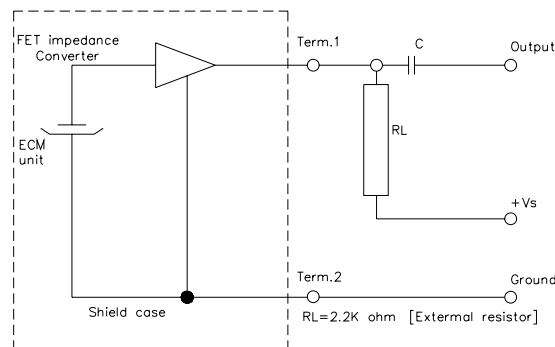 FET impedance
Converter
Term.1
C
Output
ECM
unit
RL
+Vs
Term.2
Ground
Shield case
RL=2.2K ohm [Extermal resistor]